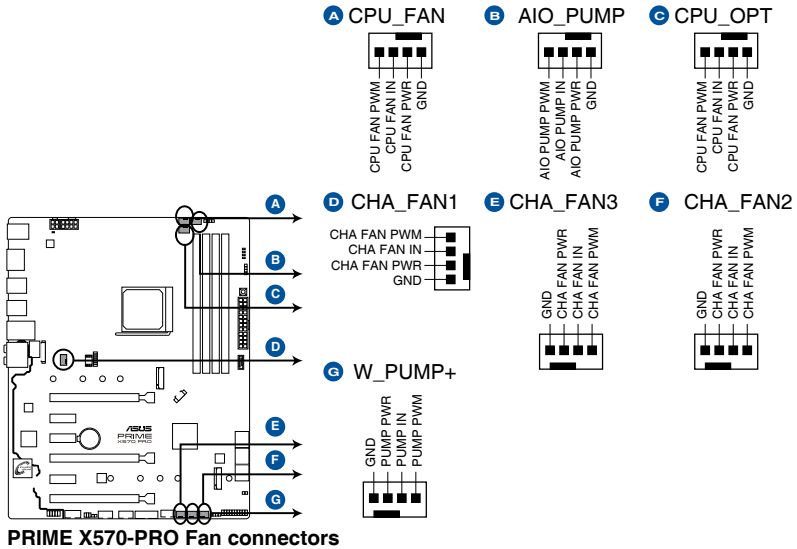 A CPU_FAN
CPU FAN PWM
CPU FAN IN
CPU FAN PWR
GND
B AIO_PUMP
AIO PUMP PWM
AIO PUMP IN
AIO PUMP PWR
GND
C CPU_OPT
CPU FAN PWM
CPU FAN IN
CPU FAN PWR
GND
D CHA_FAN1
CHA FAN PWM
CHA FAN IN
CHA FAN PWR
GND
E CHA_FAN3
GND
CHA FAN PWR
CHA FAN IN
CHA FAN PWM
F CHA_FAN2
GND
CHA FAN PWR
CHA FAN IN
CHA FAN PWM
G W_PUMP+
GND
PUMP PWR
PUMP IN
PUMP PWM
A
B
C
D
E
F
G
ASUS
PRIME
X570-PRO
PRIME X570-PRO Fan connectors